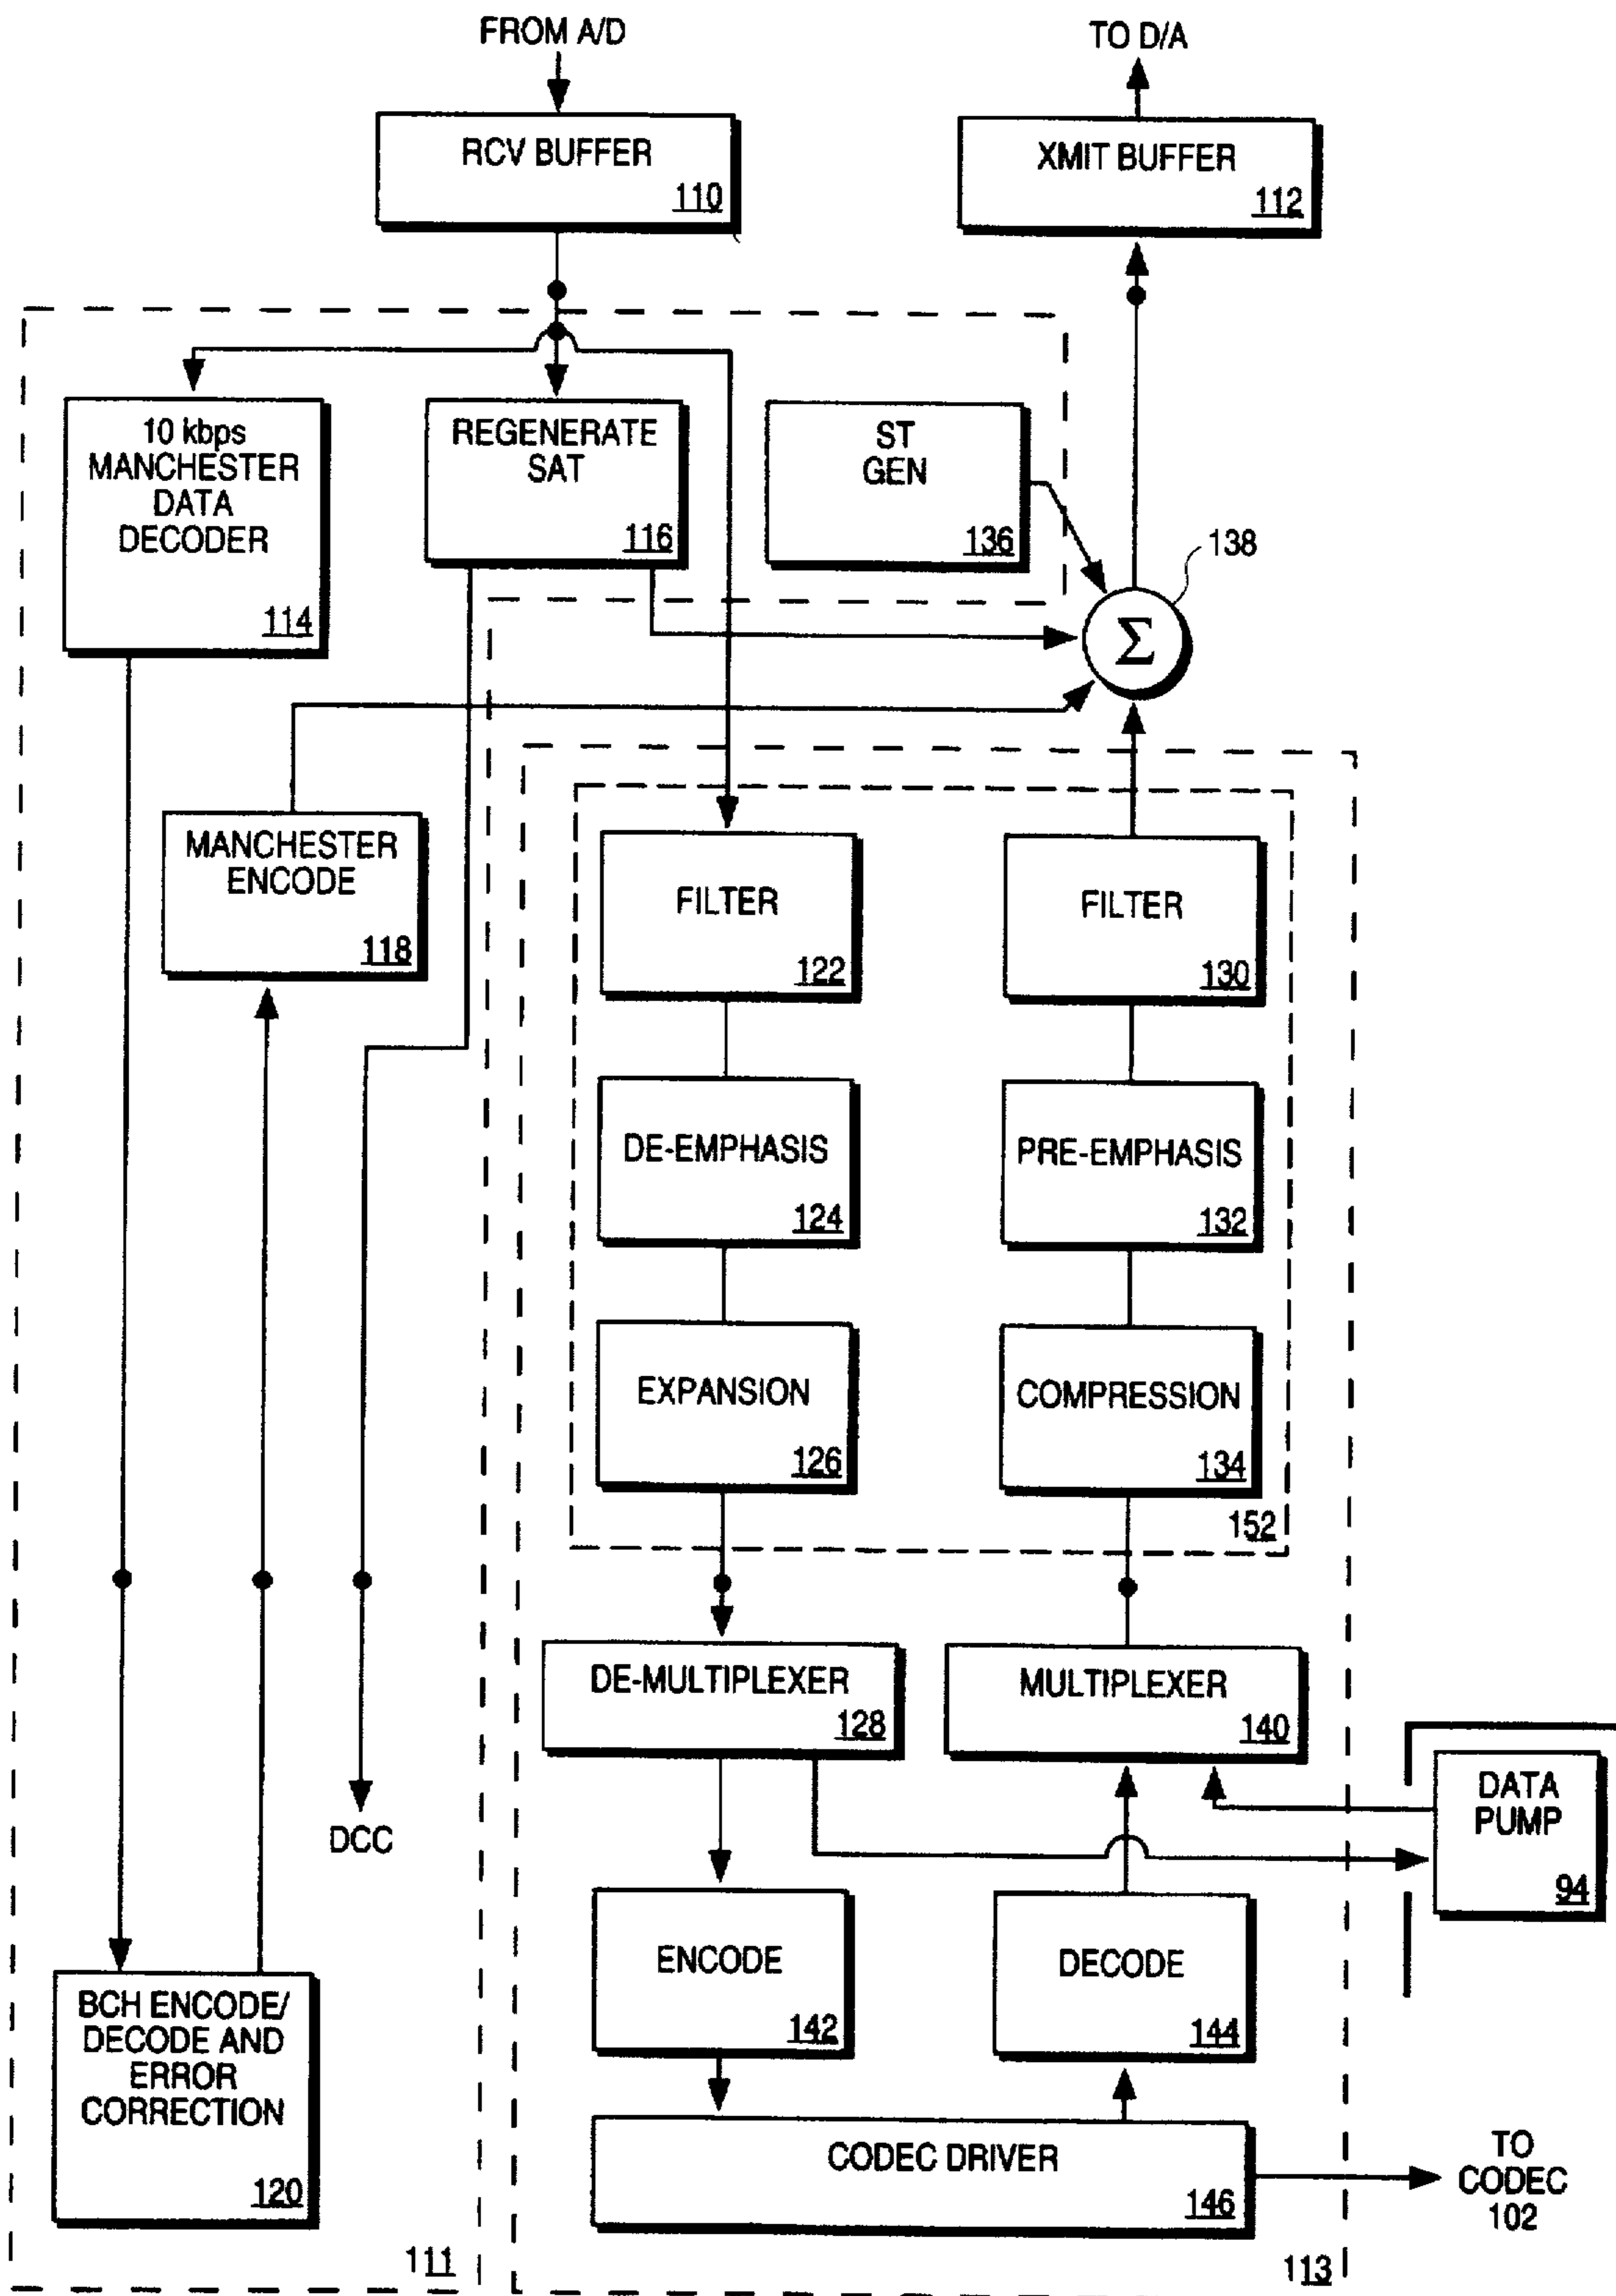 FROM A/D
TO D/A
RCV BUFFER
110
XMIT BUFFER
112
10 kbps
MANCHESTER
DATA
DECODER
114
REGENERATE
SAT
116
ST
GEN
136
138
Σ
MANCHESTER
ENCODE
118
FILTER
122
FILTER
130
DE-EMPHASIS
124
PRE-EMPHASIS
132
EXPANSION
126
COMPRESSION
134
152
DE-MULTIPLEXER
128
MULTIPLEXER
140
DATA
PUMP
94
DCC
ENCODE
142
DECODE
144
BCH ENCODE/
DECODE AND
ERROR
CORRECTION
120
CODEC DRIVER
146
TO
CODEC
102
111
113